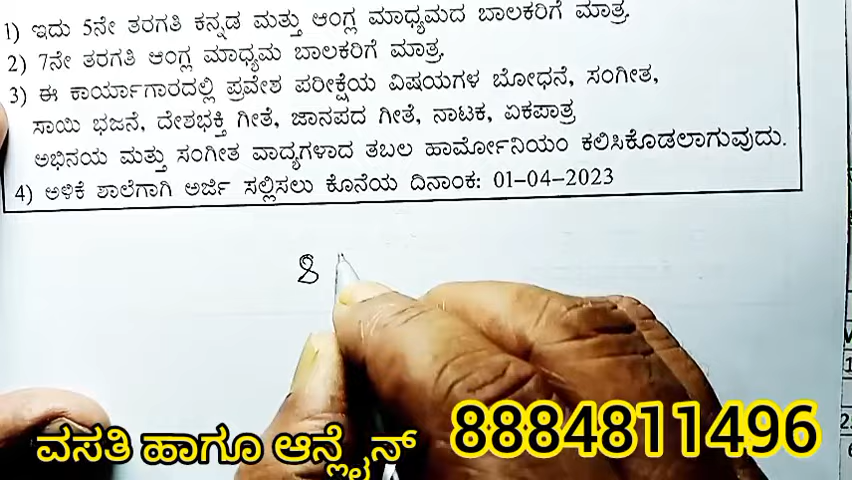 1) ಇದು 5ನೇ ತರಗತಿ ಕನ್ನಡ ಮತ್ತು ಆಂಗ್ಲ ಮಾಧ್ಯಮದ ಬಾಲಕರಿಗೆ ಮಾತ್ರ.
2) 7ನೇ ತರಗತಿ ಆಂಗ್ಲ ಮಾಧ್ಯಮ ಬಾಲಕರಿಗೆ ಮಾತ್ರ.
3) ಈ ಕಾರ್ಯಾಗಾರದಲ್ಲಿ ಪ್ರವೇಶ ಪರೀಕ್ಷೆಯ ವಿಷಯಗಳ ಬೋಧನೆ, ಸಂಗೀತ,
ಸಾಯಿ ಭಜನೆ, ದೇಶಭಕ್ತಿ ಗೀತೆ, ಜಾನಪದ ಗೀತೆ, ನಾಟಕ, ಏಕಪಾತ್ರ
ಅಭಿನಯ ಮತ್ತು ಸಂಗೀತ ವಾದ್ಯಗಳಾದ ತಬಲ ಹಾರ್ಮೋನಿಯಂ ಕಲಿಸಿಕೊಡಲಾಗುವುದು.
4) ಅಳಿಕೆ ಶಾಲೆಗಾಗಿ ಅರ್ಜಿ ಸಲ್ಲಿಸಲು ಕೊನೆಯ ದಿನಾಂಕ: 01-04-2023
8
ವಸತಿ ಹಾಗೂ ಆನ್ಲೈನ್ 8884811496